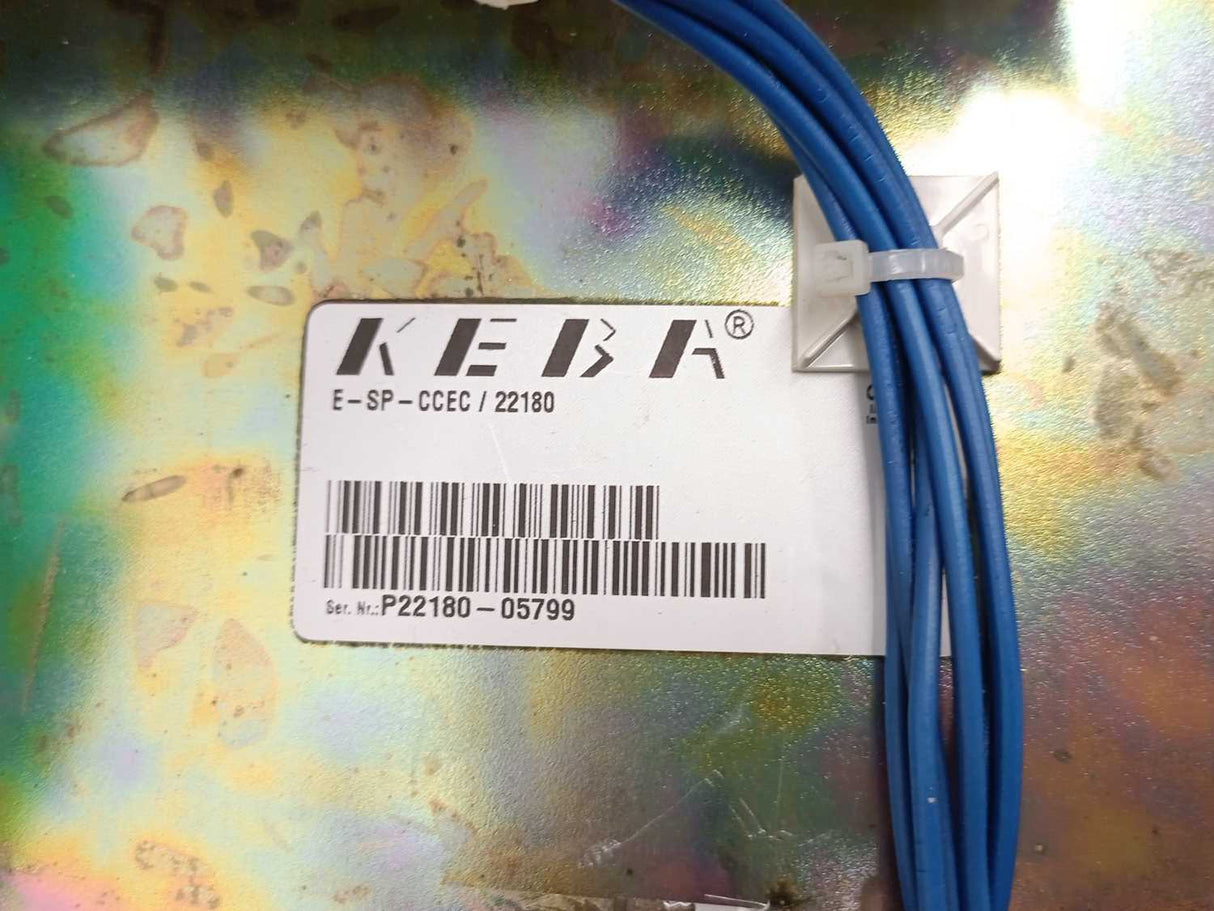 KEBA®
E-SP-CCEC / 22180
Ser. Nr.: P22180-05799